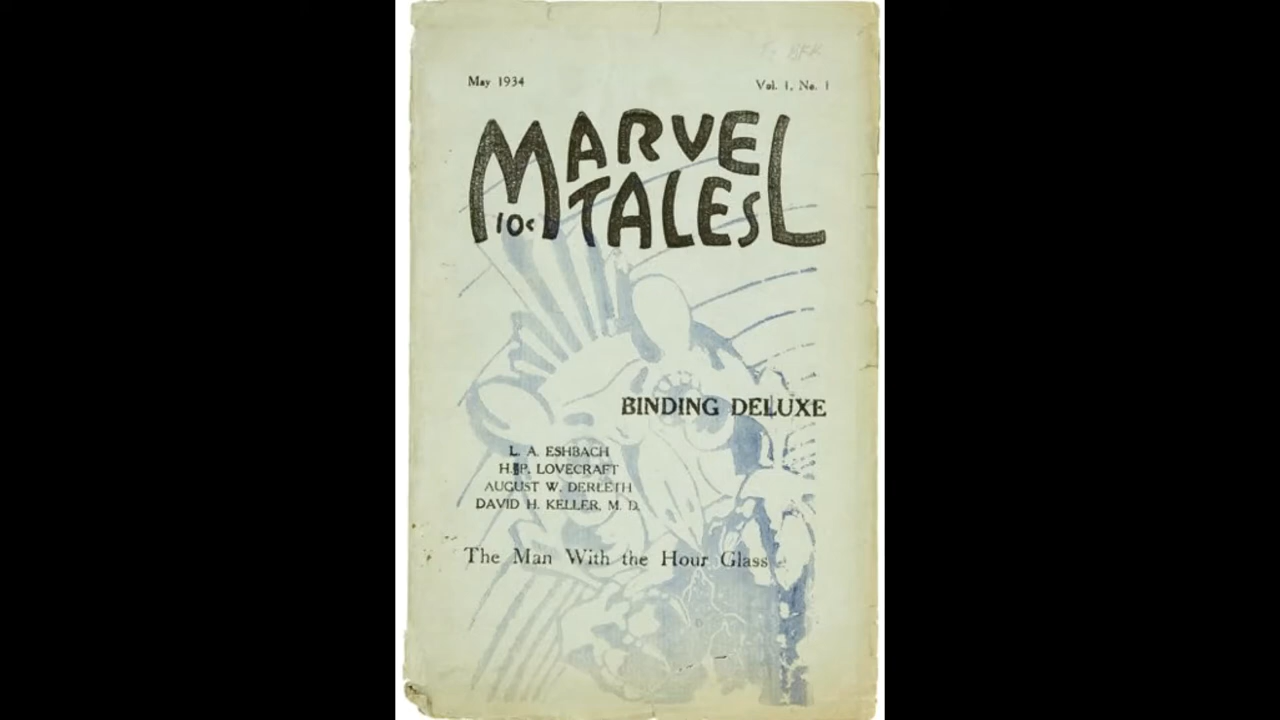 May 1934 Vol. 1, No. 1
MARVEL
TALES
10¢
BINDING DELUXE
L. A. ESHBACH
H. P. LOVECRAFT
AUGUST W. DERLETH
DAVID H. KELLER, M. D.
The Man With the Hour Glass